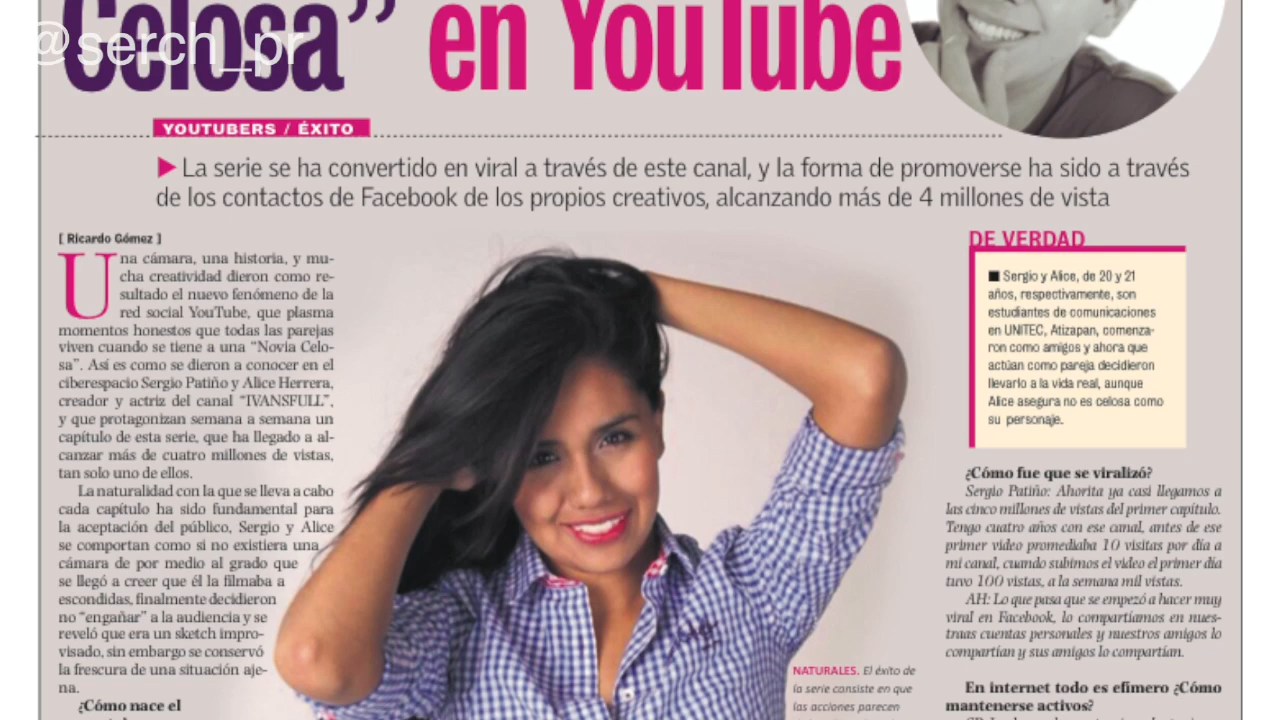 Celosa” en YouTube
@serch_pr
YOUTUBERS / ÉXITO
La serie se ha convertido en viral a través de este canal, y la forma de promoverse ha sido a través
de los contactos de Facebook de los propios creativos, alcanzando más de 4 millones de vista
[ Ricardo Gómez ]
Una cámara, una historia, y mu-
cha creatividad dieron como re-
sultado el nuevo fenómeno de la
red social YouTube, que plasma
momentos honestos que todas las parejas
viven cuando se tiene a una “Novia Celo-
sa”. Así es como se dieron a conocer en el
ciberespacio Sergio Patiño y Alice Herrera,
creador y actriz del canal “IVANSFULL”,
y que protagonizan semana a semana un
capítulo de esta serie, que ha llegado a al-
canzar más de cuatro millones de vistas,
tan solo uno de ellos.
La naturalidad con la que se lleva a cabo
cada capítulo ha sido fundamental para
la aceptación del público, Sergio y Alice
se comportan como si no existiera una
cámara de por medio al grado que
se llegó a creer que él la filmaba a
escondidas, finalmente decidieron
no “engañar” a la audiencia y se
reveló que era un sketch impro-
visado, sin embargo se conservó
la frescura de una situación aje-
na.
¿Cómo nace el
NATURALES. El éxito de
la serie consiste en que
las acciones parecen
DE VERDAD
Sergio y Alice, de 20 y 21
años, respectivamente, son
estudiantes de comunicaciones
en UNITEC, Atizapan, comenza-
ron como amigos y ahora que
actúan como pareja decidieron
llevarlo a la vida real, aunque
Alice asegura no es celosa como
su personaje.
¿Cómo fue que se viralizó?
Sergio Patiño: Ahorita ya casi llegamos a
las cinco millones de vistas del primer capítulo.
Tengo cuatro años con ese canal, antes de ese
primer video promediaba 10 visitas por día a
mi canal, cuando subimos el video el primer día
tuvo 100 vistas, a la semana mil vistas.
AH: Lo que pasa que se empezó a hacer muy
viral en Facebook, lo compartíamos en nues-
traas cuentas personales y nuestros amigos lo
compartían y sus amigos lo compartían.
En internet todo es efímero ¿Cómo
mantenerse activos?